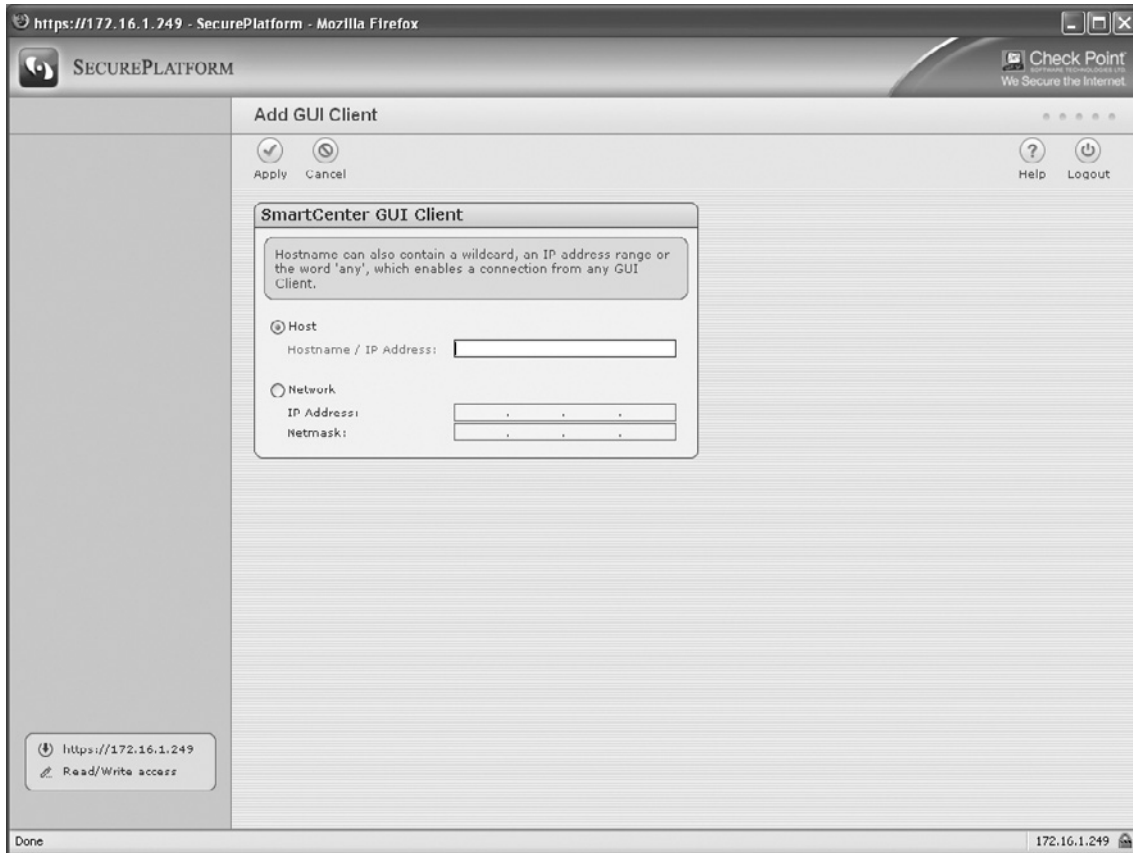 https://172.16.1.249 - SecurePlatform - Mozilla Firefox
SECUREPLATFORM
Check Point
SOFTWARE TECHNOLOGIES LTD.
We Secure the Internet.
Add GUI Client
Apply
Cancel
Help
Logout
SmartCenter GUI Client
Hostname can also contain a wildcard, an IP address range or
the word 'any', which enables a connection from any GUI
Client.
Host
Hostname / IP Address:
Network
IP Address:
Netmask:
https://172.16.1.249
Read/Write access
Done
172.16.1.249